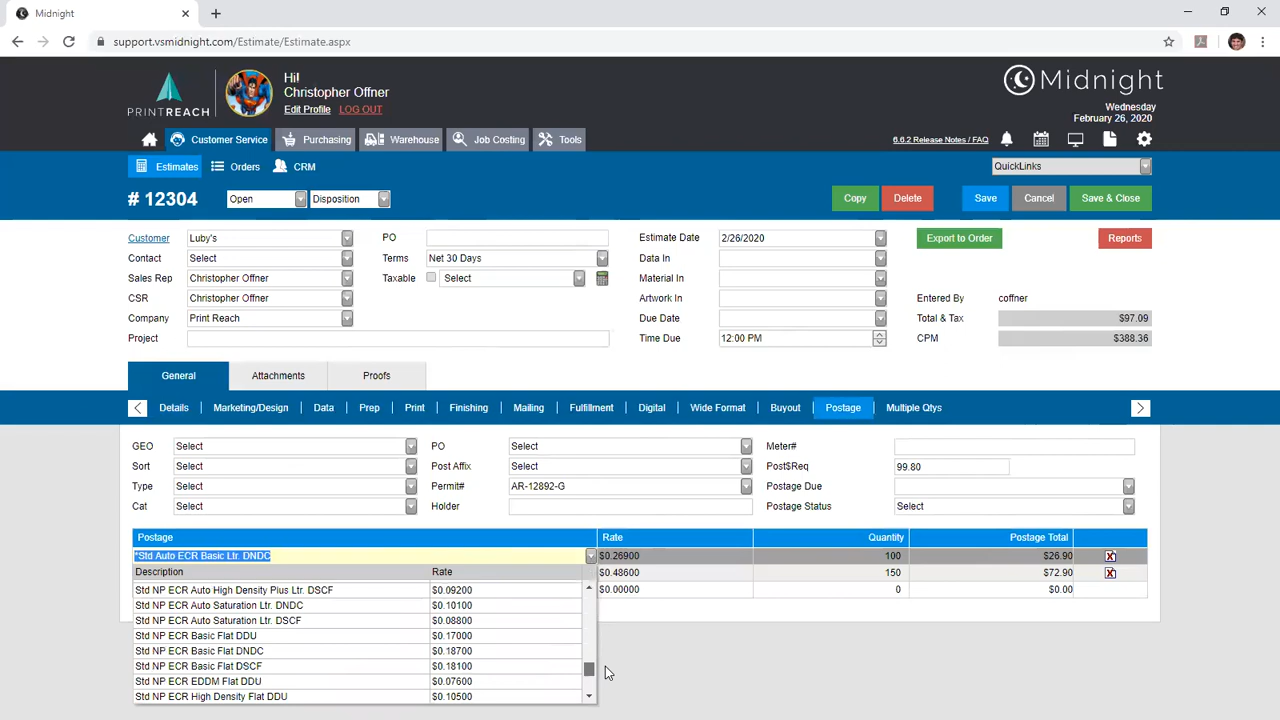 Midnight
support.vsmidnight.com/Estimate/Estimate.aspx
PRINTREACH
Hi!
Christopher Offner
Edit Profile LOG OUT
Midnight
Wednesday
February 26, 2020
Customer Service Purchasing Warehouse Job Costing Tools
6.6.2 Release Notes / FAQ
Estimates Orders CRM
QuickLinks
# 12304 Open Disposition
Copy Delete Save Cancel Save & Close
Customer Luby's PO Estimate Date 2/26/2020 Export to Order Reports
Contact Select Terms Net 30 Days Data In
Sales Rep Christopher Offner Taxable Select Material In
CSR Christopher Offner Artwork In Entered By coffner
Company Print Reach Due Date Total & Tax $97.09
Project Time Due 12:00 PM CPM $388.36
General Attachments Proofs
Details Marketing/Design Data Prep Print Finishing Mailing Fulfillment Digital Wide Format Buyout Postage Multiple Qtys
GEO Select PO Select Meter#
Sort Select Post Affix Select Post$Req 99.80
Type Select Permit# AR-12892-G Postage Due
Cat Select Holder Postage Status Select
Postage Rate Quantity Postage Total
*Std Auto ECR Basic Ltr. DNDC $0.26900 100 $26.90
Description Rate $0.48600 150 $72.90
Std NP ECR Auto High Density Plus Ltr. DSCF $0.09200 $0.00000 0 $0.00
Std NP ECR Auto Saturation Ltr. DNDC $0.10100
Std NP ECR Auto Saturation Ltr. DSCF $0.08800
Std NP ECR Basic Flat DDU $0.17000
Std NP ECR Basic Flat DNDC $0.18700
Std NP ECR Basic Flat DSCF $0.18100
Std NP ECR EDDM Flat DDU $0.07600
Std NP ECR High Density Flat DDU $0.10500